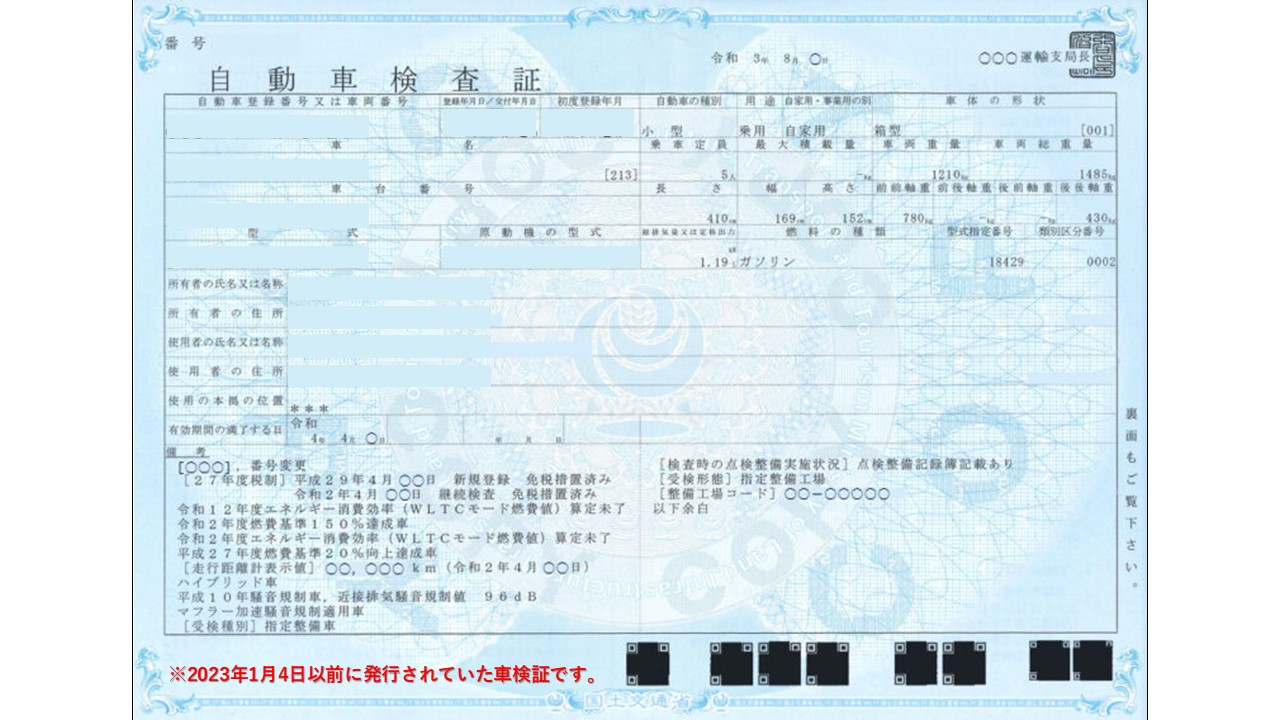 番号
令和 3年 8月 ○日
○○○運輸支局長
自動車検査証
自動車登録番号又は車両番号 登録年月日／交付年月日 初度登録年月 自動車の種別 用途 自家用・事業用の別 車体の形状
小型 乗用 自家用 箱型 [001]
車名 乗車定員 最大積載量 車両重量 車両総重量
[213] 5人 －kg 1210kg 1485kg
車台番号 長さ 幅 高さ 前前軸重 前後軸重 後前軸重 後後軸重
410cm 169cm 152cm 780kg －kg －kg 430kg
型式 原動機の型式 総排気量又は定格出力 燃料の種類 型式指定番号 類別区分番号
kW
1.19L ガソリン 18429 0002
所有者の氏名又は名称
所有者の住所
使用者の氏名又は名称
使用者の住所
使用の本拠の位置
＊＊＊
有効期間の満了する日 令和 4年 4月 ○日 年 月 日
備考
[○○○]，番号変更
［２７年度税制］平成２９年４月○○日 新規登録 免税措置済み
令和２年４月○○日 継続検査 免税措置済み
令和１２年度エネルギー消費効率（ＷＬＴＣモード燃費値）算定未了
令和２年度燃費基準１５０％達成車
令和２年度エネルギー消費効率（ＷＬＴＣモード燃費値）算定未了
平成２７年度燃費基準２０％向上達成車
［走行距離計表示値］○○，○○○ｋｍ（令和２年４月○○日）
ハイブリッド車
平成１０年騒音規制車，近接排気騒音規制値 ９６ｄＢ
マフラー加速騒音規制適用車
［受検種別］指定整備車
［検査時の点検整備実施状況］点検整備記録簿記載あり
［受検形態］指定整備工場
［整備工場コード］○○－○○○○○
以下余白
裏面もご覧下さい。
※2023年1月4日以前に発行されていた車検証です。
国土交通省